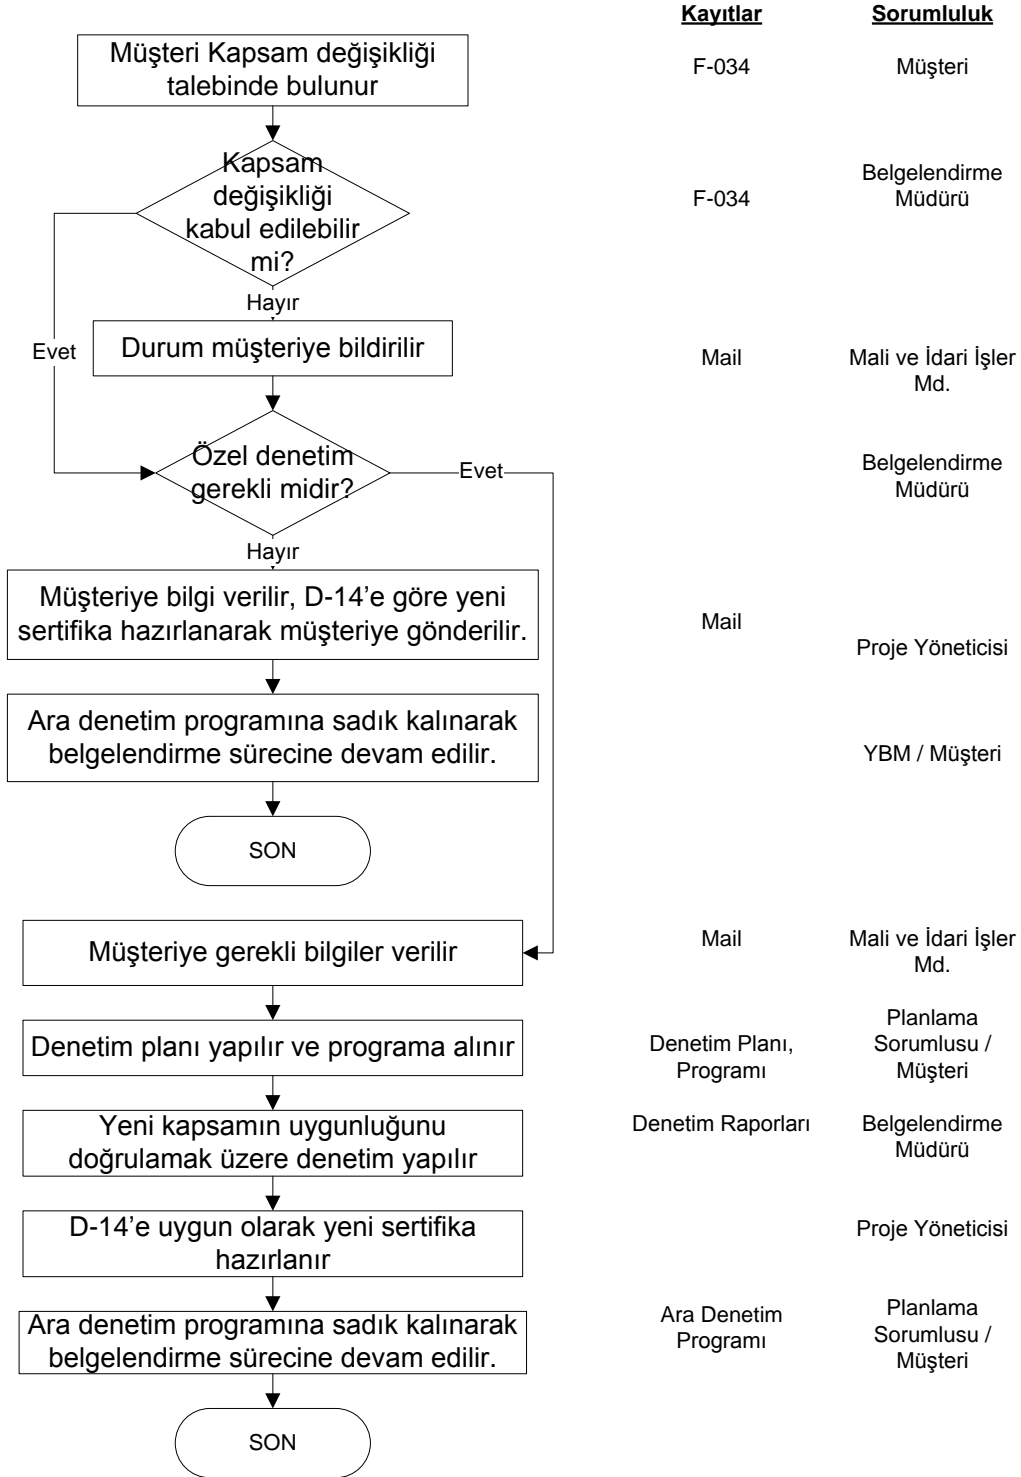 Kayıtlar Sorumluluk
Müşteri Kapsam değişikliği
talebinde bulunur
F-034 Müşteri
Kapsam
değişikliği
kabul edilebilir
mi?
F-034
Belgelendirme
Müdürü
Hayır
Evet
Durum müşteriye bildirilir
Mail
Mali ve İdari İşler
Md.
Özel denetim
gerekli midir?
Evet
Belgelendirme
Müdürü
Hayır
Müşteriye bilgi verilir, D-14’e göre yeni
sertifika hazırlanarak müşteriye gönderilir.
Mail
Proje Yöneticisi
Ara denetim programına sadık kalınarak
belgelendirme sürecine devam edilir.
YBM / Müşteri
SON
Müşteriye gerekli bilgiler verilir
Mail
Mali ve İdari İşler
Md.
Denetim planı yapılır ve programa alınır
Denetim Planı,
Programı
Planlama
Sorumlusu /
Müşteri
Yeni kapsamın uygunluğunu
doğrulamak üzere denetim yapılır
Denetim Raporları
Belgelendirme
Müdürü
D-14’e uygun olarak yeni sertifika
hazırlanır
Proje Yöneticisi
Ara denetim programına sadık kalınarak
belgelendirme sürecine devam edilir.
Ara Denetim
Programı
Planlama
Sorumlusu /
Müşteri
SON